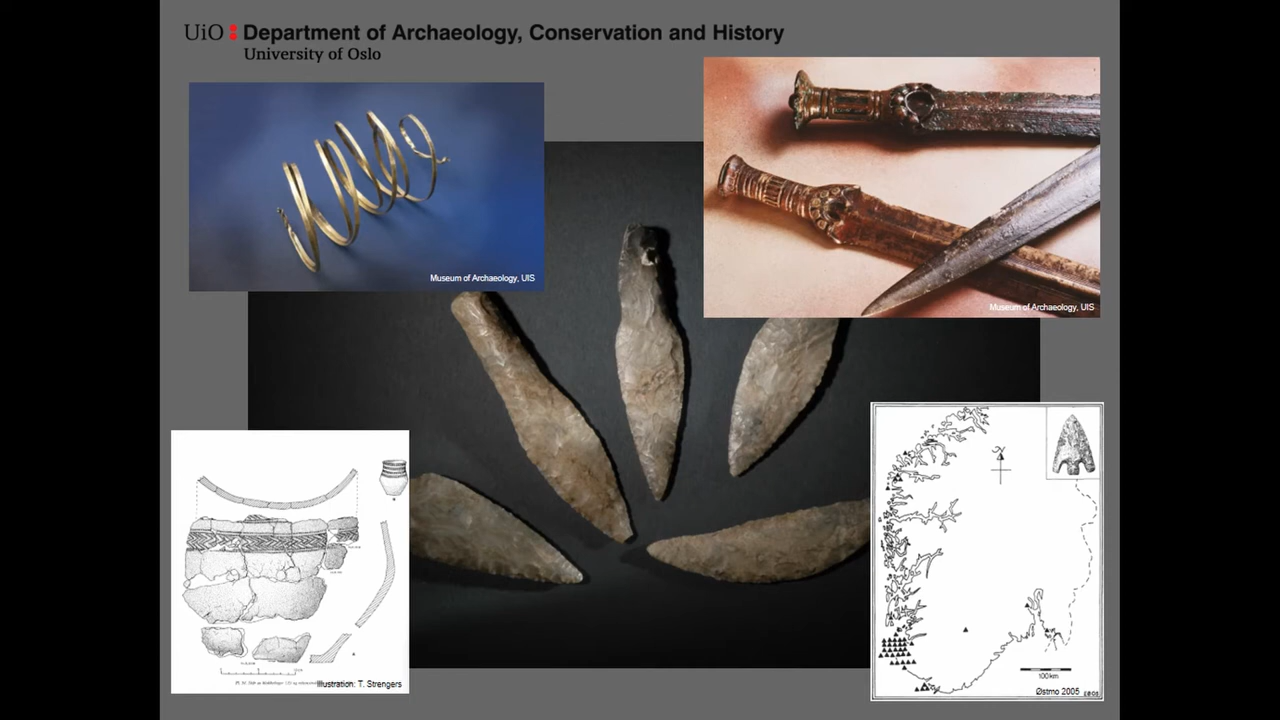 UiO : Department of Archaeology, Conservation and History
University of Oslo
Museum of Archaeology, UIS
Museum of Archaeology, UIS
Illustration: T. Strengers
100km
Østmo 2005